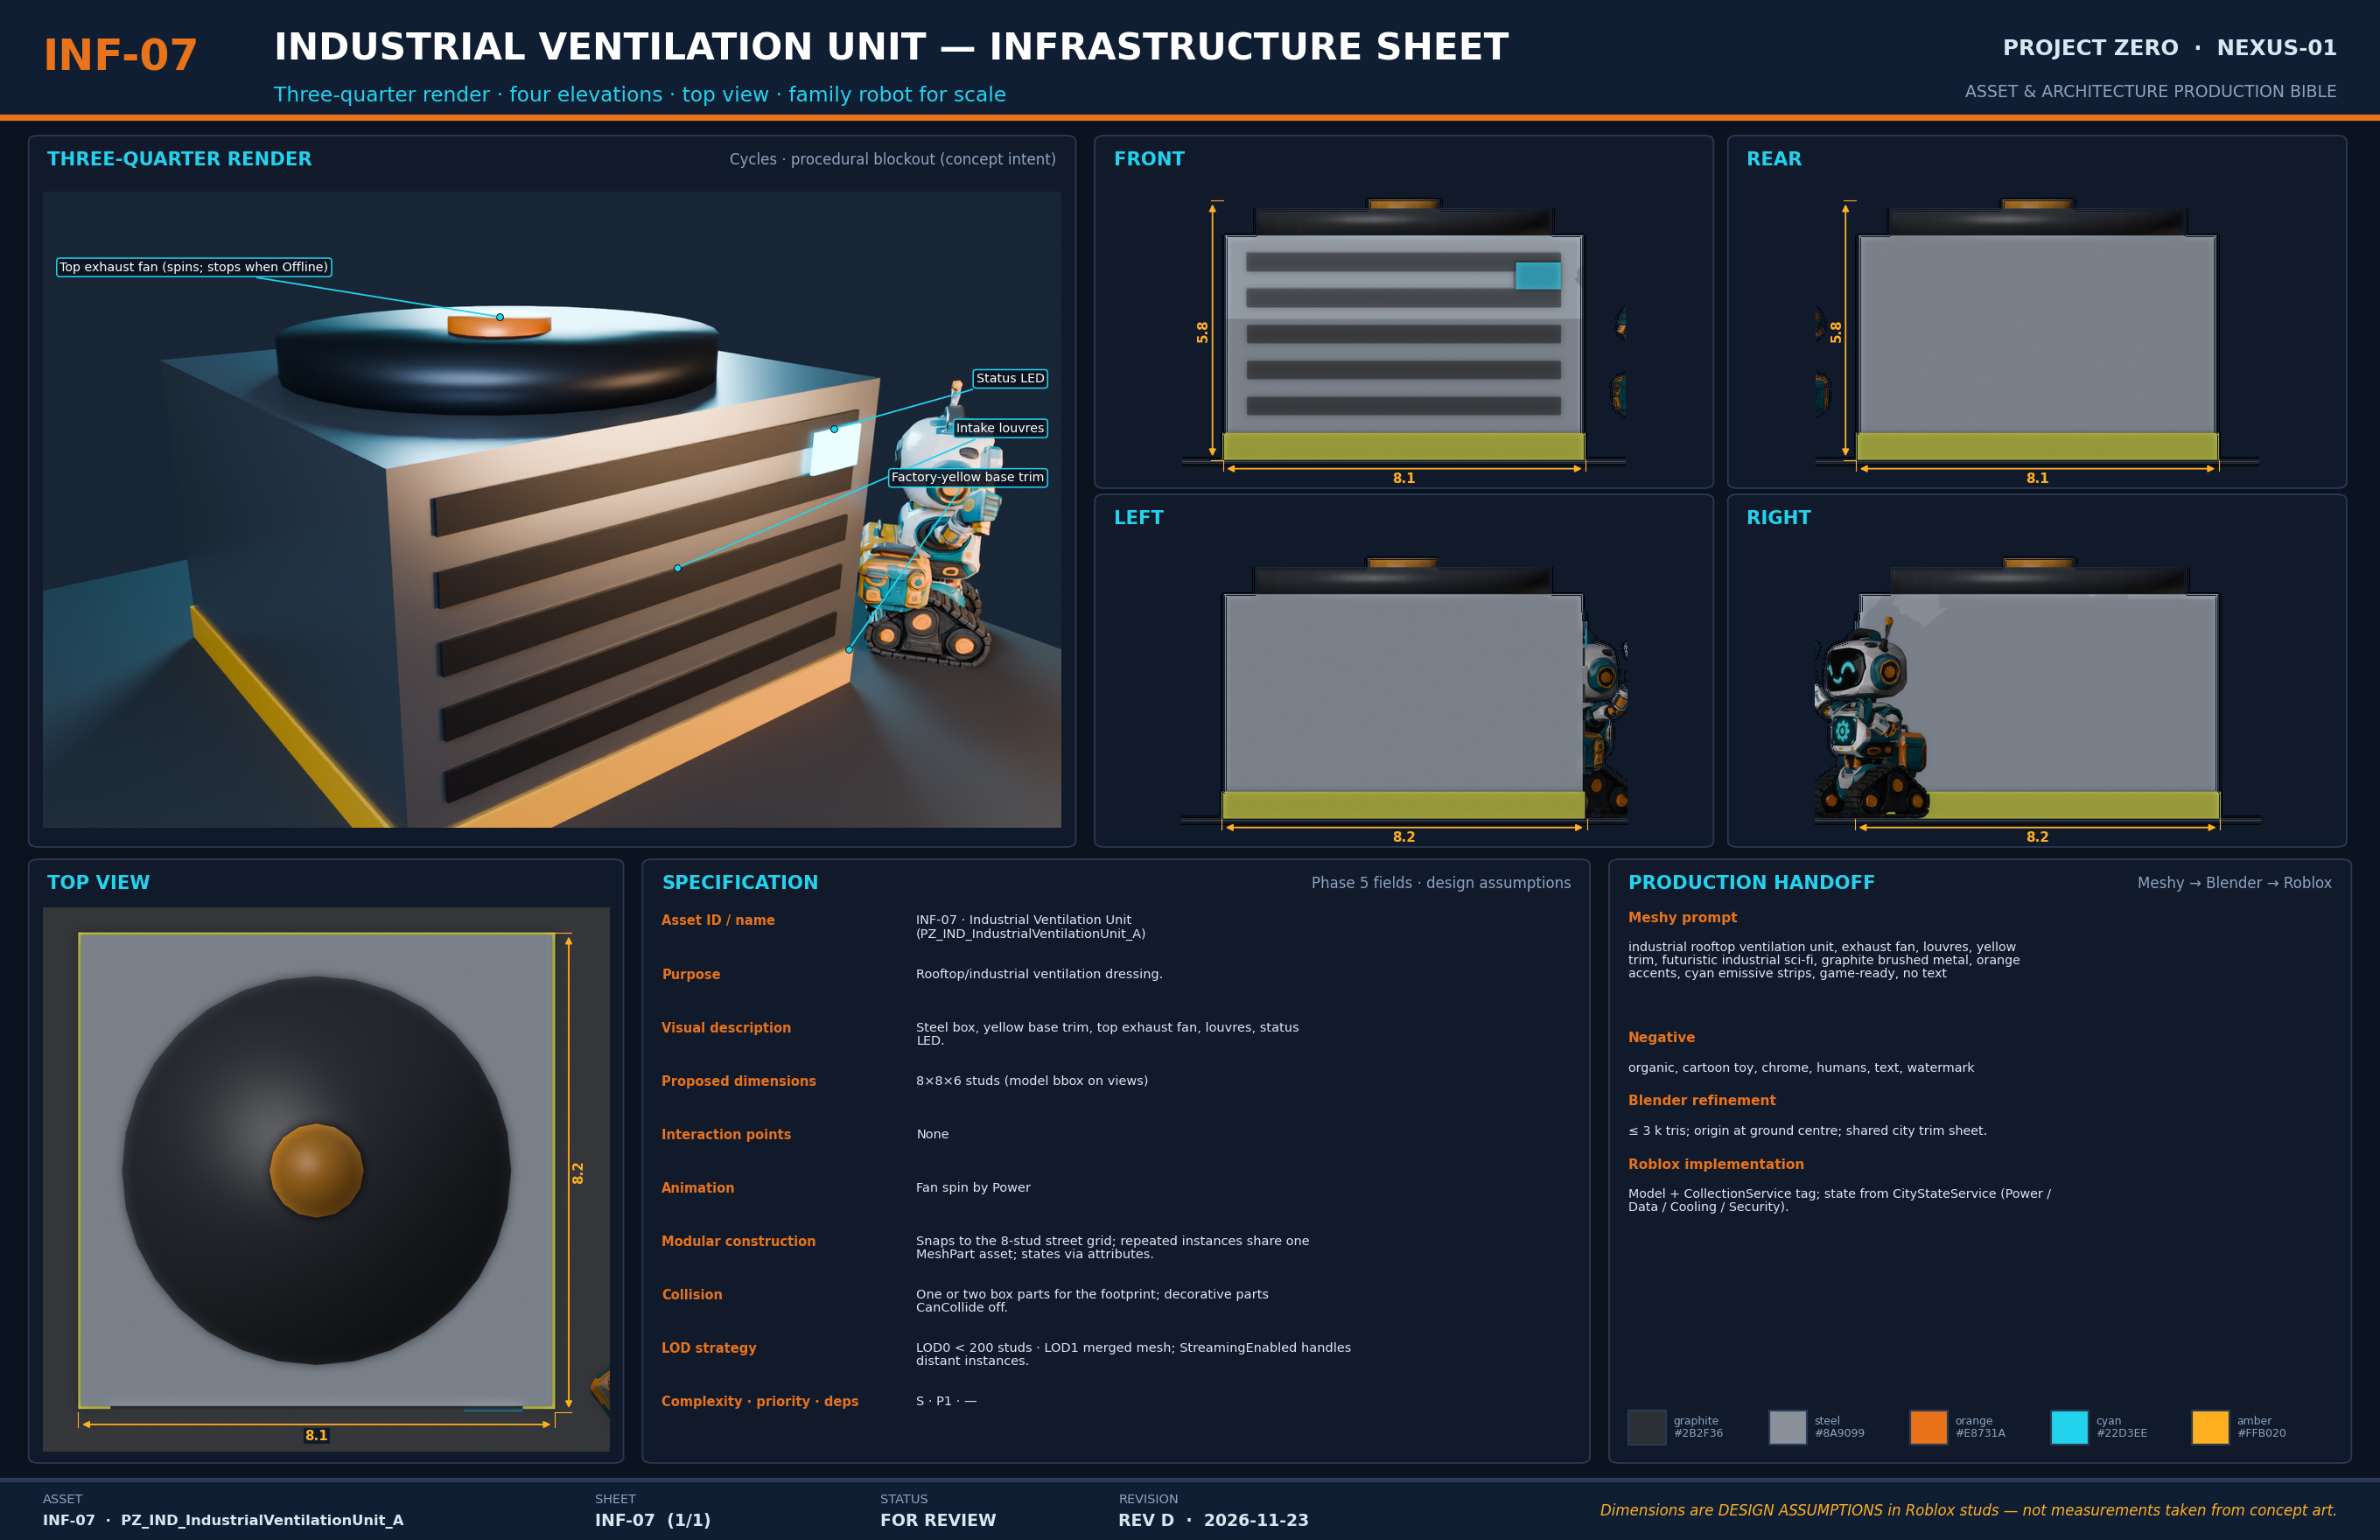 INF-07
INDUSTRIAL VENTILATION UNIT — INFRASTRUCTURE SHEET
Three-quarter render · four elevations · top view · family robot for scale
PROJECT ZERO · NEXUS-01
ASSET & ARCHITECTURE PRODUCTION BIBLE
THREE-QUARTER RENDER
Cycles · procedural blockout (concept intent)
Top exhaust fan (spins; stops when Offline)
Status LED
Intake louvres
Factory-yellow base trim
FRONT
5.8
8.1
REAR
5.8
8.1
LEFT
8.2
RIGHT
8.2
TOP VIEW
8.2
8.1
SPECIFICATION
Phase 5 fields · design assumptions
Asset ID / name
INF-07 · Industrial Ventilation Unit
(PZ_IND_IndustrialVentilationUnit_A)
Purpose
Rooftop/industrial ventilation dressing.
Visual description
Steel box, yellow base trim, top exhaust fan, louvres, status
LED.
Proposed dimensions
8×8×6 studs (model bbox on views)
Interaction points
None
Animation
Fan spin by Power
Modular construction
Snaps to the 8-stud street grid; repeated instances share one
MeshPart asset; states via attributes.
Collision
One or two box parts for the footprint; decorative parts
CanCollide off.
LOD strategy
LOD0 < 200 studs · LOD1 merged mesh; StreamingEnabled handles
distant instances.
Complexity · priority · deps
S · P1 · —
PRODUCTION HANDOFF
Meshy → Blender → Roblox
Meshy prompt
industrial rooftop ventilation unit, exhaust fan, louvres, yellow
trim, futuristic industrial sci-fi, graphite brushed metal, orange
accents, cyan emissive strips, game-ready, no text
Negative
organic, cartoon toy, chrome, humans, text, watermark
Blender refinement
≤ 3 k tris; origin at ground centre; shared city trim sheet.
Roblox implementation
Model + CollectionService tag; state from CityStateService (Power /
Data / Cooling / Security).
graphite
#2B2F36
steel
#8A9099
orange
#E8731A
cyan
#22D3EE
amber
#FFB020
ASSET
INF-07 · PZ_IND_IndustrialVentilationUnit_A
SHEET
INF-07 (1/1)
STATUS
FOR REVIEW
REVISION
REV D · 2026-11-23
Dimensions are DESIGN ASSUMPTIONS in Roblox studs — not measurements taken from concept art.